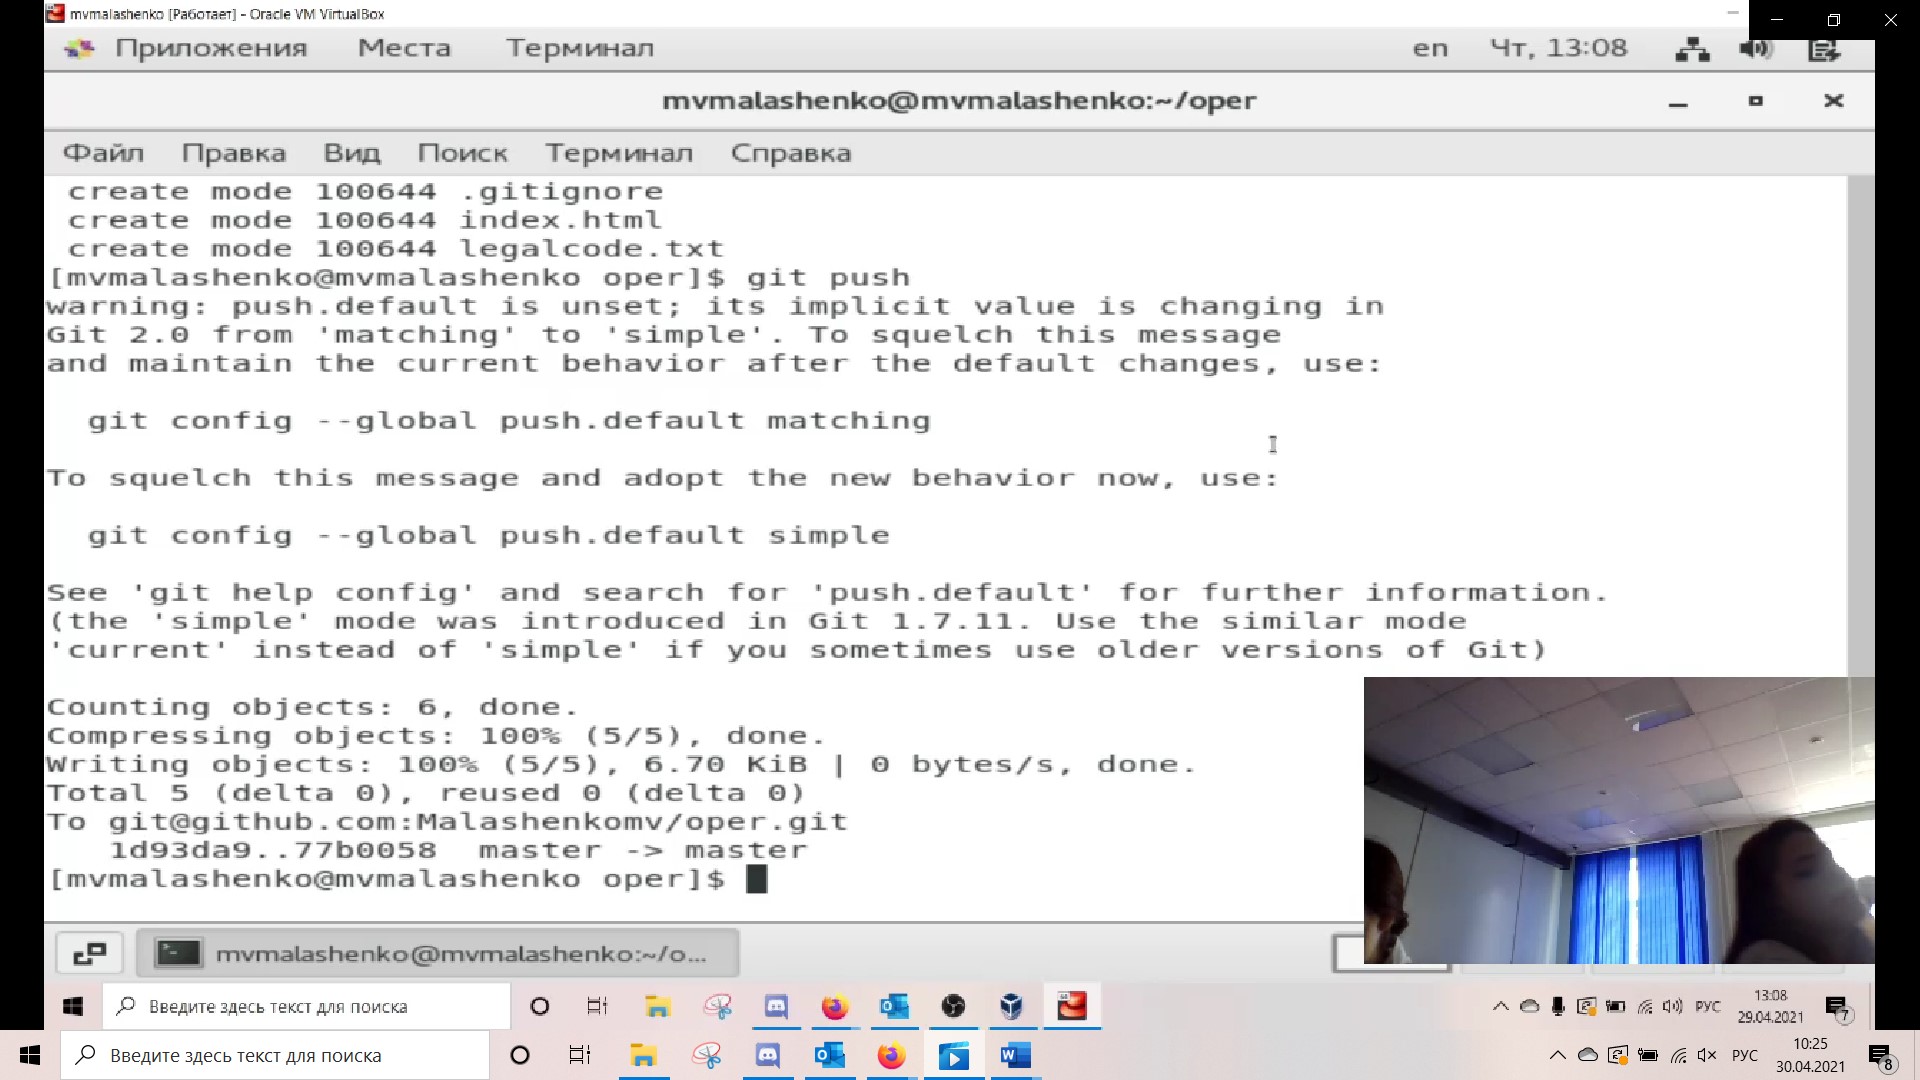 mvmalashenko [Работает] - Oracle VM VirtualBox
Приложения Места Терминал en Чт, 13:08
mvmalashenko@mvmalashenko:~/oper
Файл Правка Вид Поиск Терминал Справка
create mode 100644 .gitignore
create mode 100644 index.html
create mode 100644 legalcode.txt
[mvmalashenko@mvmalashenko oper]$ git push
warning: push.default is unset; its implicit value is changing in
Git 2.0 from 'matching' to 'simple'. To squelch this message
and maintain the current behavior after the default changes, use:
git config --global push.default matching
To squelch this message and adopt the new behavior now, use:
git config --global push.default simple
See 'git help config' and search for 'push.default' for further information.
(the 'simple' mode was introduced in Git 1.7.11. Use the similar mode
'current' instead of 'simple' if you sometimes use older versions of Git)
Counting objects: 6, done.
Compressing objects: 100% (5/5), done.
Writing objects: 100% (5/5), 6.70 KiB | 0 bytes/s, done.
Total 5 (delta 0), reused 0 (delta 0)
To git@github.com:Malashenkomv/oper.git
1d93da9..77b0058 master -> master
[mvmalashenko@mvmalashenko oper]$
mvmalashenko@mvmalashenko:~/o...
Введите здесь текст для поиска РУС 13:08
29.04.2021 7
Введите здесь текст для поиска РУС 10:25
30.04.2021 8